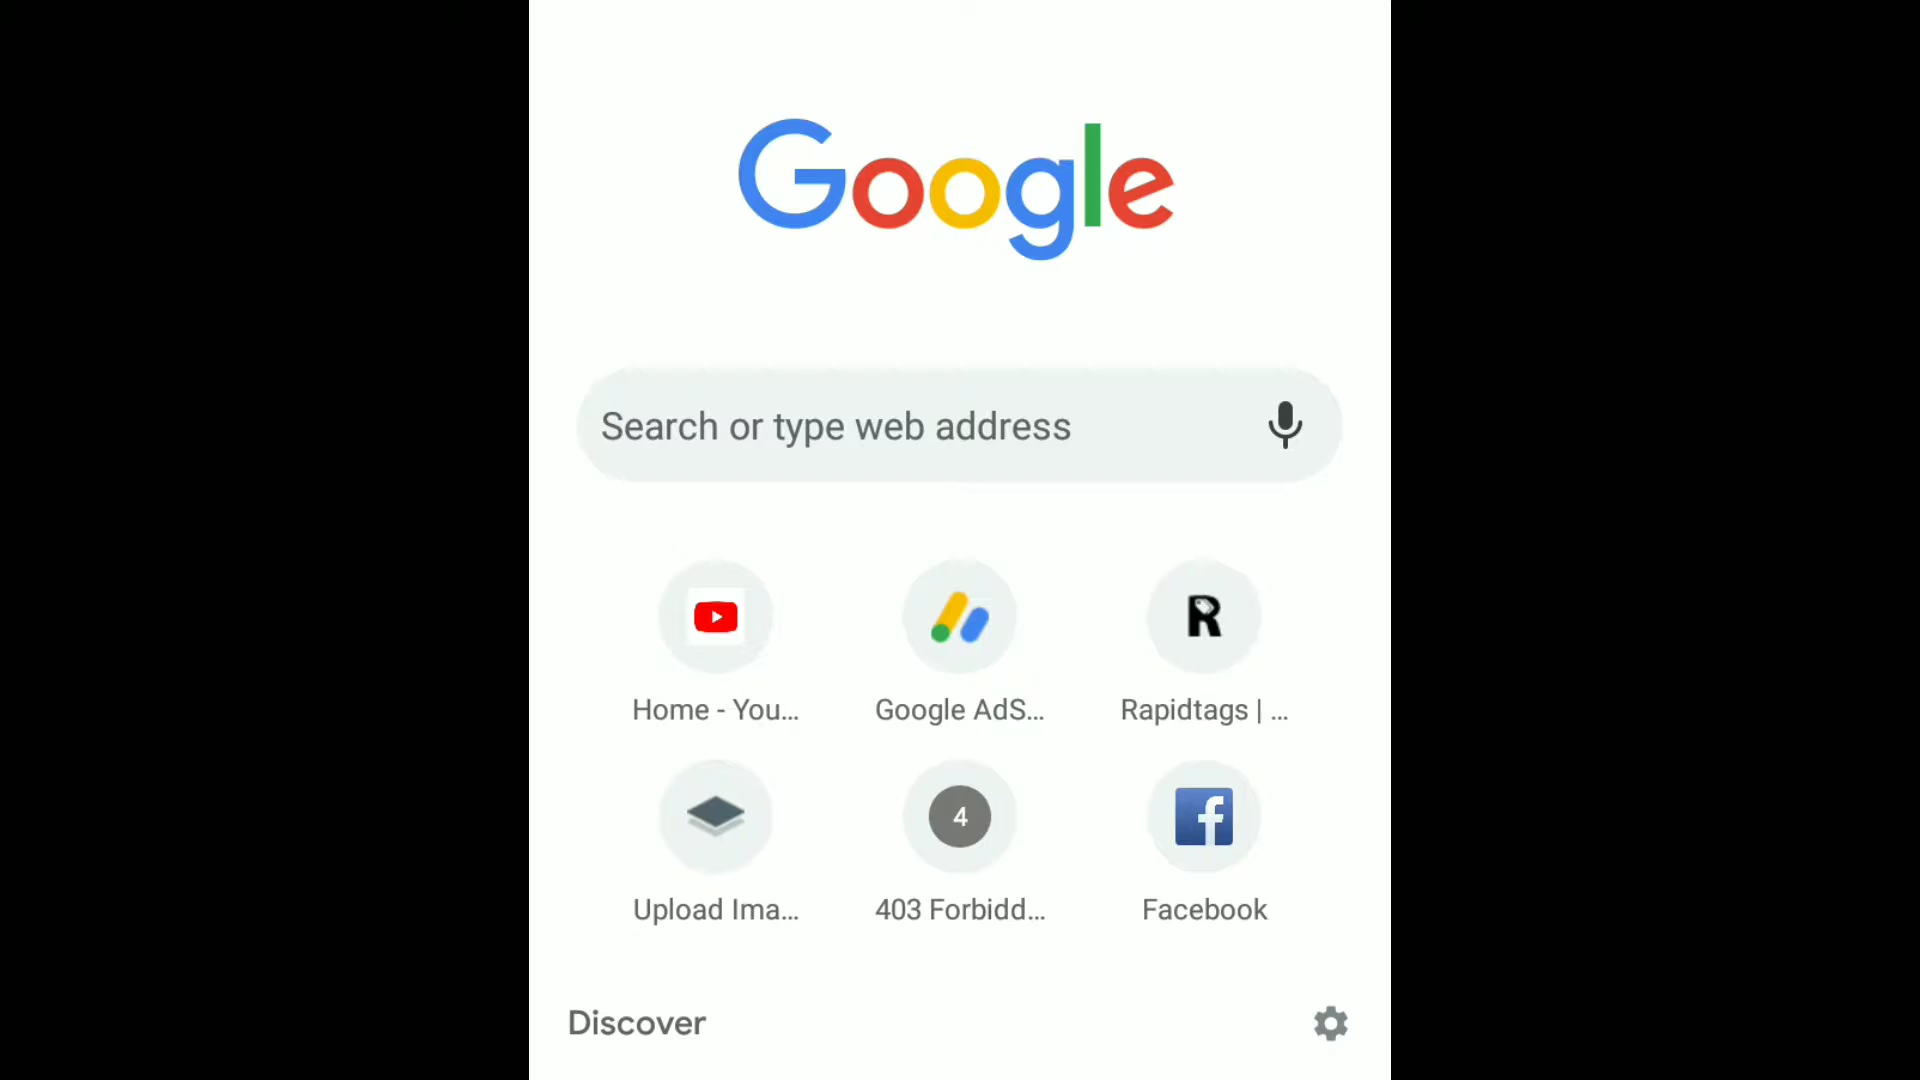 Google
Search or type web address
Home - You...
Google AdS...
R
Rapidtags | ...
Upload Ima...
4
403 Forbidd...
f
Facebook
Discover